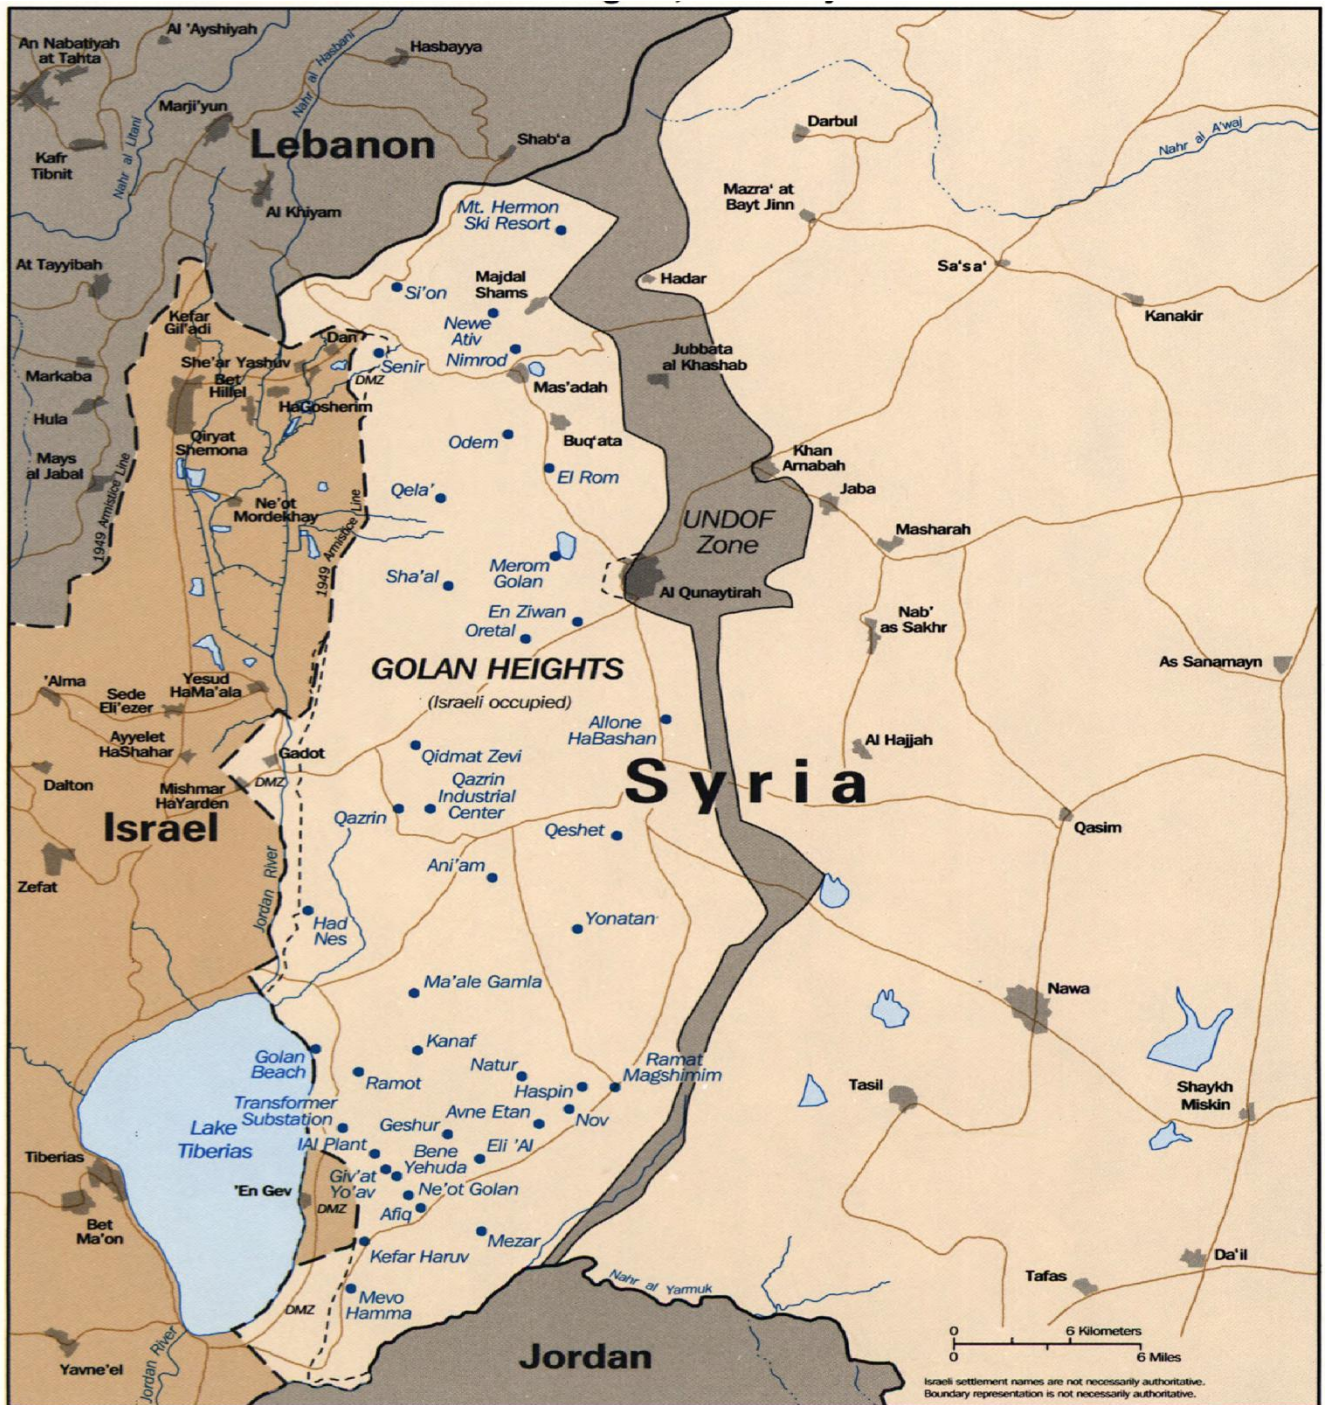 An Nabatiyah
at Tahta
Al 'Ayshiyah
Hasbayya
Nahr al Hasbani
Marji'yun
Lebanon
Shab'a
Darbul
Nahr al A'waj
Kafr
Tibnit
Nahr al Litani
Al Khiyam
Mt. Hermon
Ski Resort
Mazra' at
Bayt Jinn
At Tayyibah
Si'on
Majdal
Shams
Hadar
Sa'sa'
Kanakir
Kefar
Gil'adi
Dan
Newe
Ativ
Nimrod
Jubbata
al Khashab
She'ar Yashuv
Senir
DMZ
Mas'adah
Markaba
Bet
Hillel
HaGosherim
Hula
Qiryat
Shemona
Odem
Buq'ata
Khan
Arnabah
Mays
al Jabal
1949 Armistice Line
El Rom
Jaba
Qela'
Ne'ot
Mordekhay
1949 Armistice Line
UNDOF
Zone
Masharah
Sha'al
Merom
Golan
Al Qunaytirah
En Ziwan
Oretal
Nab'
as Sakhr
GOLAN HEIGHTS
(Israeli occupied)
As Sanamayn
'Alma
Sede
Eli'ezer
Yesud
HaMa'ala
Allone
HaBashan
Al Hajjah
Ayyelet
HaShahar
Gadot
Qidmat Zevi
Dalton
Mishmar
HaYarden
DMZ
Qazrin
Industrial
Center
Syria
Israel
Qazrin
Qeshet
Qasim
Zefat
Ani'am
Jordan River
Had
Nes
Yonatan
Ma'ale Gamla
Nawa
Golan
Beach
Kanaf
Ramot
Natur
Haspin
Ramat
Magshimim
Tasil
Shaykh
Miskin
Transformer
Substation
Lake
Tiberias
Geshur
Avne Etan
Nov
IAI Plant
Bene
Yehuda
Eli 'Al
Tiberias
Giv'at
Yo'av
Ne'ot Golan
'En Gev
DMZ
Afiq
Bet
Ma'on
Kefar Haruv
Mezar
Da'il
Nahr al Yarmuk
Tafas
Mevo
Hamma
DMZ
Yavne'el
Jordan River
Jordan
0 6 Kilometers
0 6 Miles
Israeli settlement names are not necessarily authoritative.
Boundary representation is not necessarily authoritative.